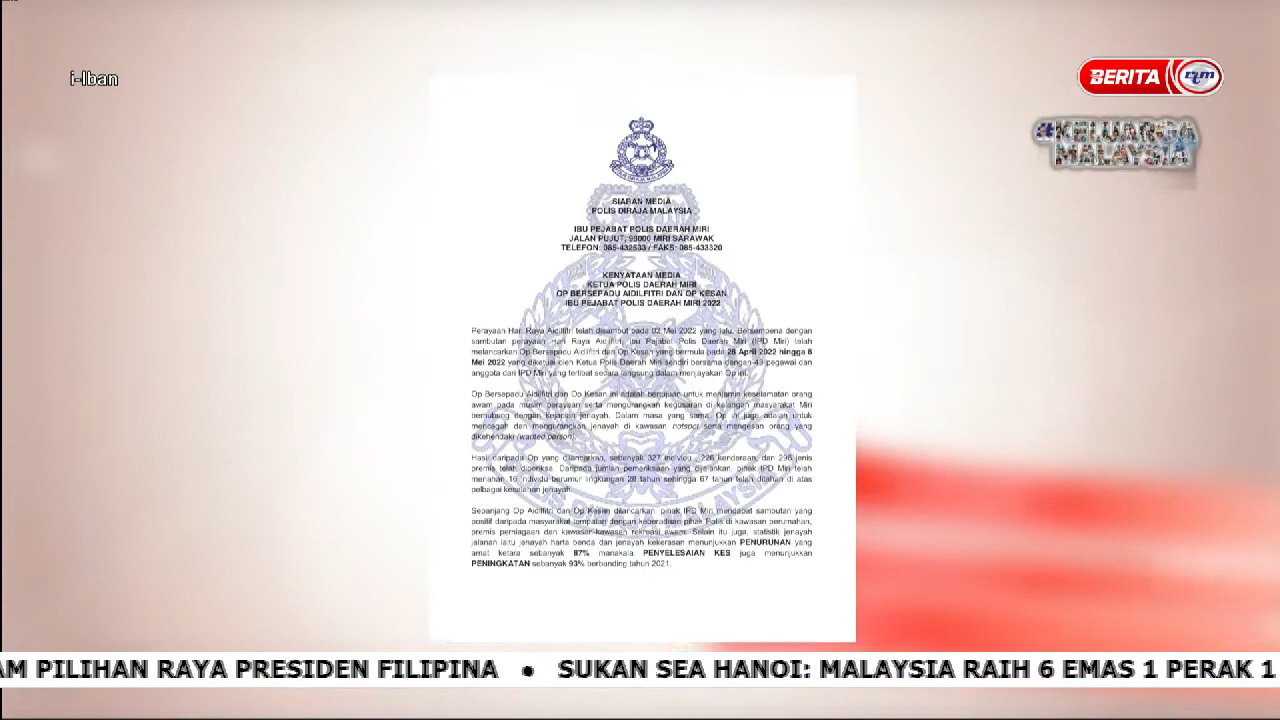 i-Iban
BERITA rtm
#KELUARGA
MALAYSIA
SIARAN MEDIA
POLIS DIRAJA MALAYSIA
IBU PEJABAT POLIS DAERAH MIRI
JALAN PUJUT, 98000 MIRI SARAWAK
TELEFON: 085-432533 / FAKS: 085-433320
KENYATAAN MEDIA
KETUA POLIS DAERAH MIRI
OP BERSEPADU AIDILFITRI DAN OP KESAN
IBU PEJABAT POLIS DAERAH MIRI 2022
Perayaan Hari Raya Aidilfitri telah disambut pada 02 Mei 2022 yang lalu. Bersempena dengan
sambutan perayaan Hari Raya Aidilfitri, Ibu Pejabat Polis Daerah Miri (IPD Miri) telah
melancarkan Op Bersepadu Aidilfitri dan Op Kesan yang bermula pada 28 April 2022 hingga 8
Mei 2022 yang diketuai oleh Ketua Polis Daerah Miri sendiri bersama dengan 43 pegawai dan
anggota dari IPD Miri yang terlibat secara langsung dalam menjayakan Op ini.
Op Bersepadu Aidilfitri dan Op Kesan ini adalah bertujuan untuk menjamin keselamatan orang
awam pada musim perayaan serta mengurangkan kegusaran di kalangan masyarakat Miri
berhubung dengan kejadian jenayah. Dalam masa yang sama, Op ini juga adalah untuk
mencegah dan mengurangkan jenayah di kawasan hotspot serta mengesan orang yang
dikehendaki (wanted person).
Hasil daripada Op yang dilancarkan, sebanyak 327 individu , 226 kenderaan, dan 296 jenis
premis telah diperiksa. Daripada jumlah pemeriksaan yang dijalankan, pihak IPD Miri telah
menahan 16 individu berumur lingkungan 28 tahun sehingga 67 tahun telah ditahan di atas
pelbagai kesalahan jenayah.
Sepanjang Op Aidilfitri dan Op Kesan dilancarkan, pihak IPD Miri mendapat sambutan yang
positif daripada masyarakat tempatan dengan keberadaan pihak Polis di kawasan perumahan,
premis perniagaan dan kawasan-kawasan rekreasi awam. Selain itu juga, statistik jenayah
jalanan iaitu jenayah harta benda dan jenayah kekerasan menunjukkan PENURUNAN yang
amat ketara sebanyak 87% manakala PENYELESAIAN KES juga menunjukkan
PENINGKATAN sebanyak 93% berbanding tahun 2021.
AM PILIHAN RAYA PRESIDEN FILIPINA ● SUKAN SEA HANOI: MALAYSIA RAIH 6 EMAS 1 PERAK 1